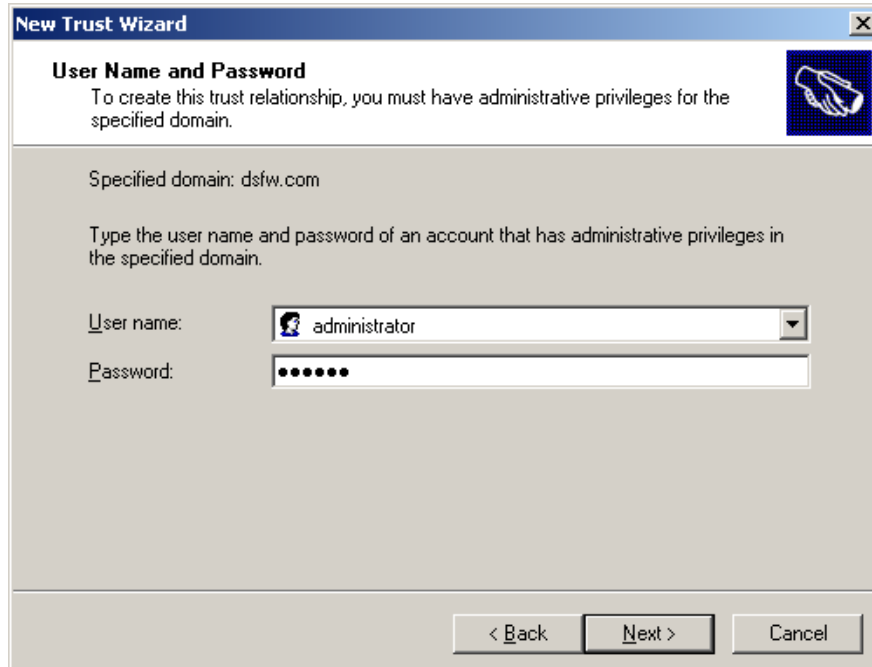 New Trust Wizard
User Name and Password
To create this trust relationship, you must have administrative privileges for the
specified domain.
Specified domain: dsfw.com
Type the user name and password of an account that has administrative privileges in
the specified domain.
User name:
administrator
Password:
●●●●●●
< Back
Next >
Cancel